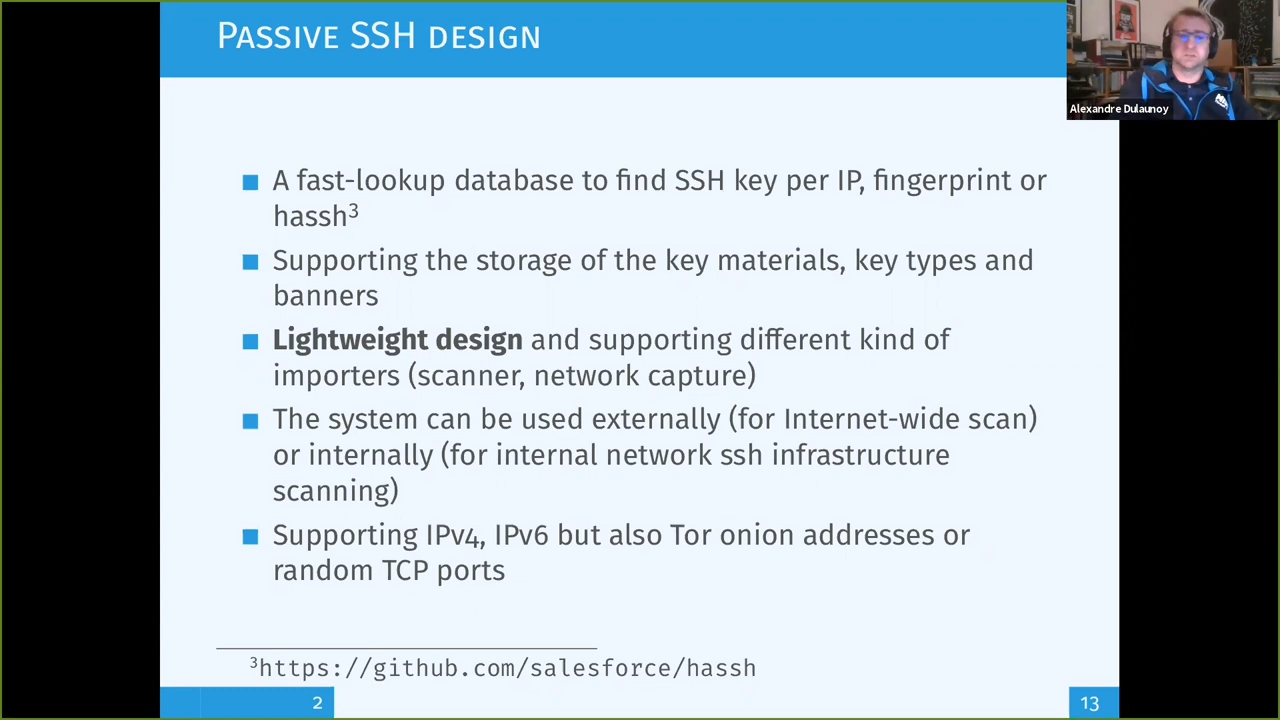 PASSIVE SSH DESIGN
Alexandre Dulaunoy
A fast-lookup database to find SSH key per IP, fingerprint or
hassh3
Supporting the storage of the key materials, key types and
banners
Lightweight design and supporting different kind of
importers (scanner, network capture)
The system can be used externally (for Internet-wide scan)
or internally (for internal network ssh infrastructure
scanning)
Supporting IPv4, IPv6 but also Tor onion addresses or
random TCP ports
3https://github.com/salesforce/hassh
2
13